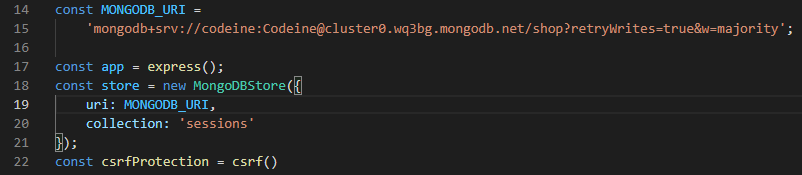 14 const MONGODB_URI =
15 'mongodb+srv://codeine:Codeine@cluster0.wq3bg.mongodb.net/shop?retryWrites=true&w=majority';
16
17 const app = express();
18 const store = new MongoDBStore({
19 uri: MONGODB_URI,
20 collection: 'sessions'
21 });
22 const csrfProtection = csrf()